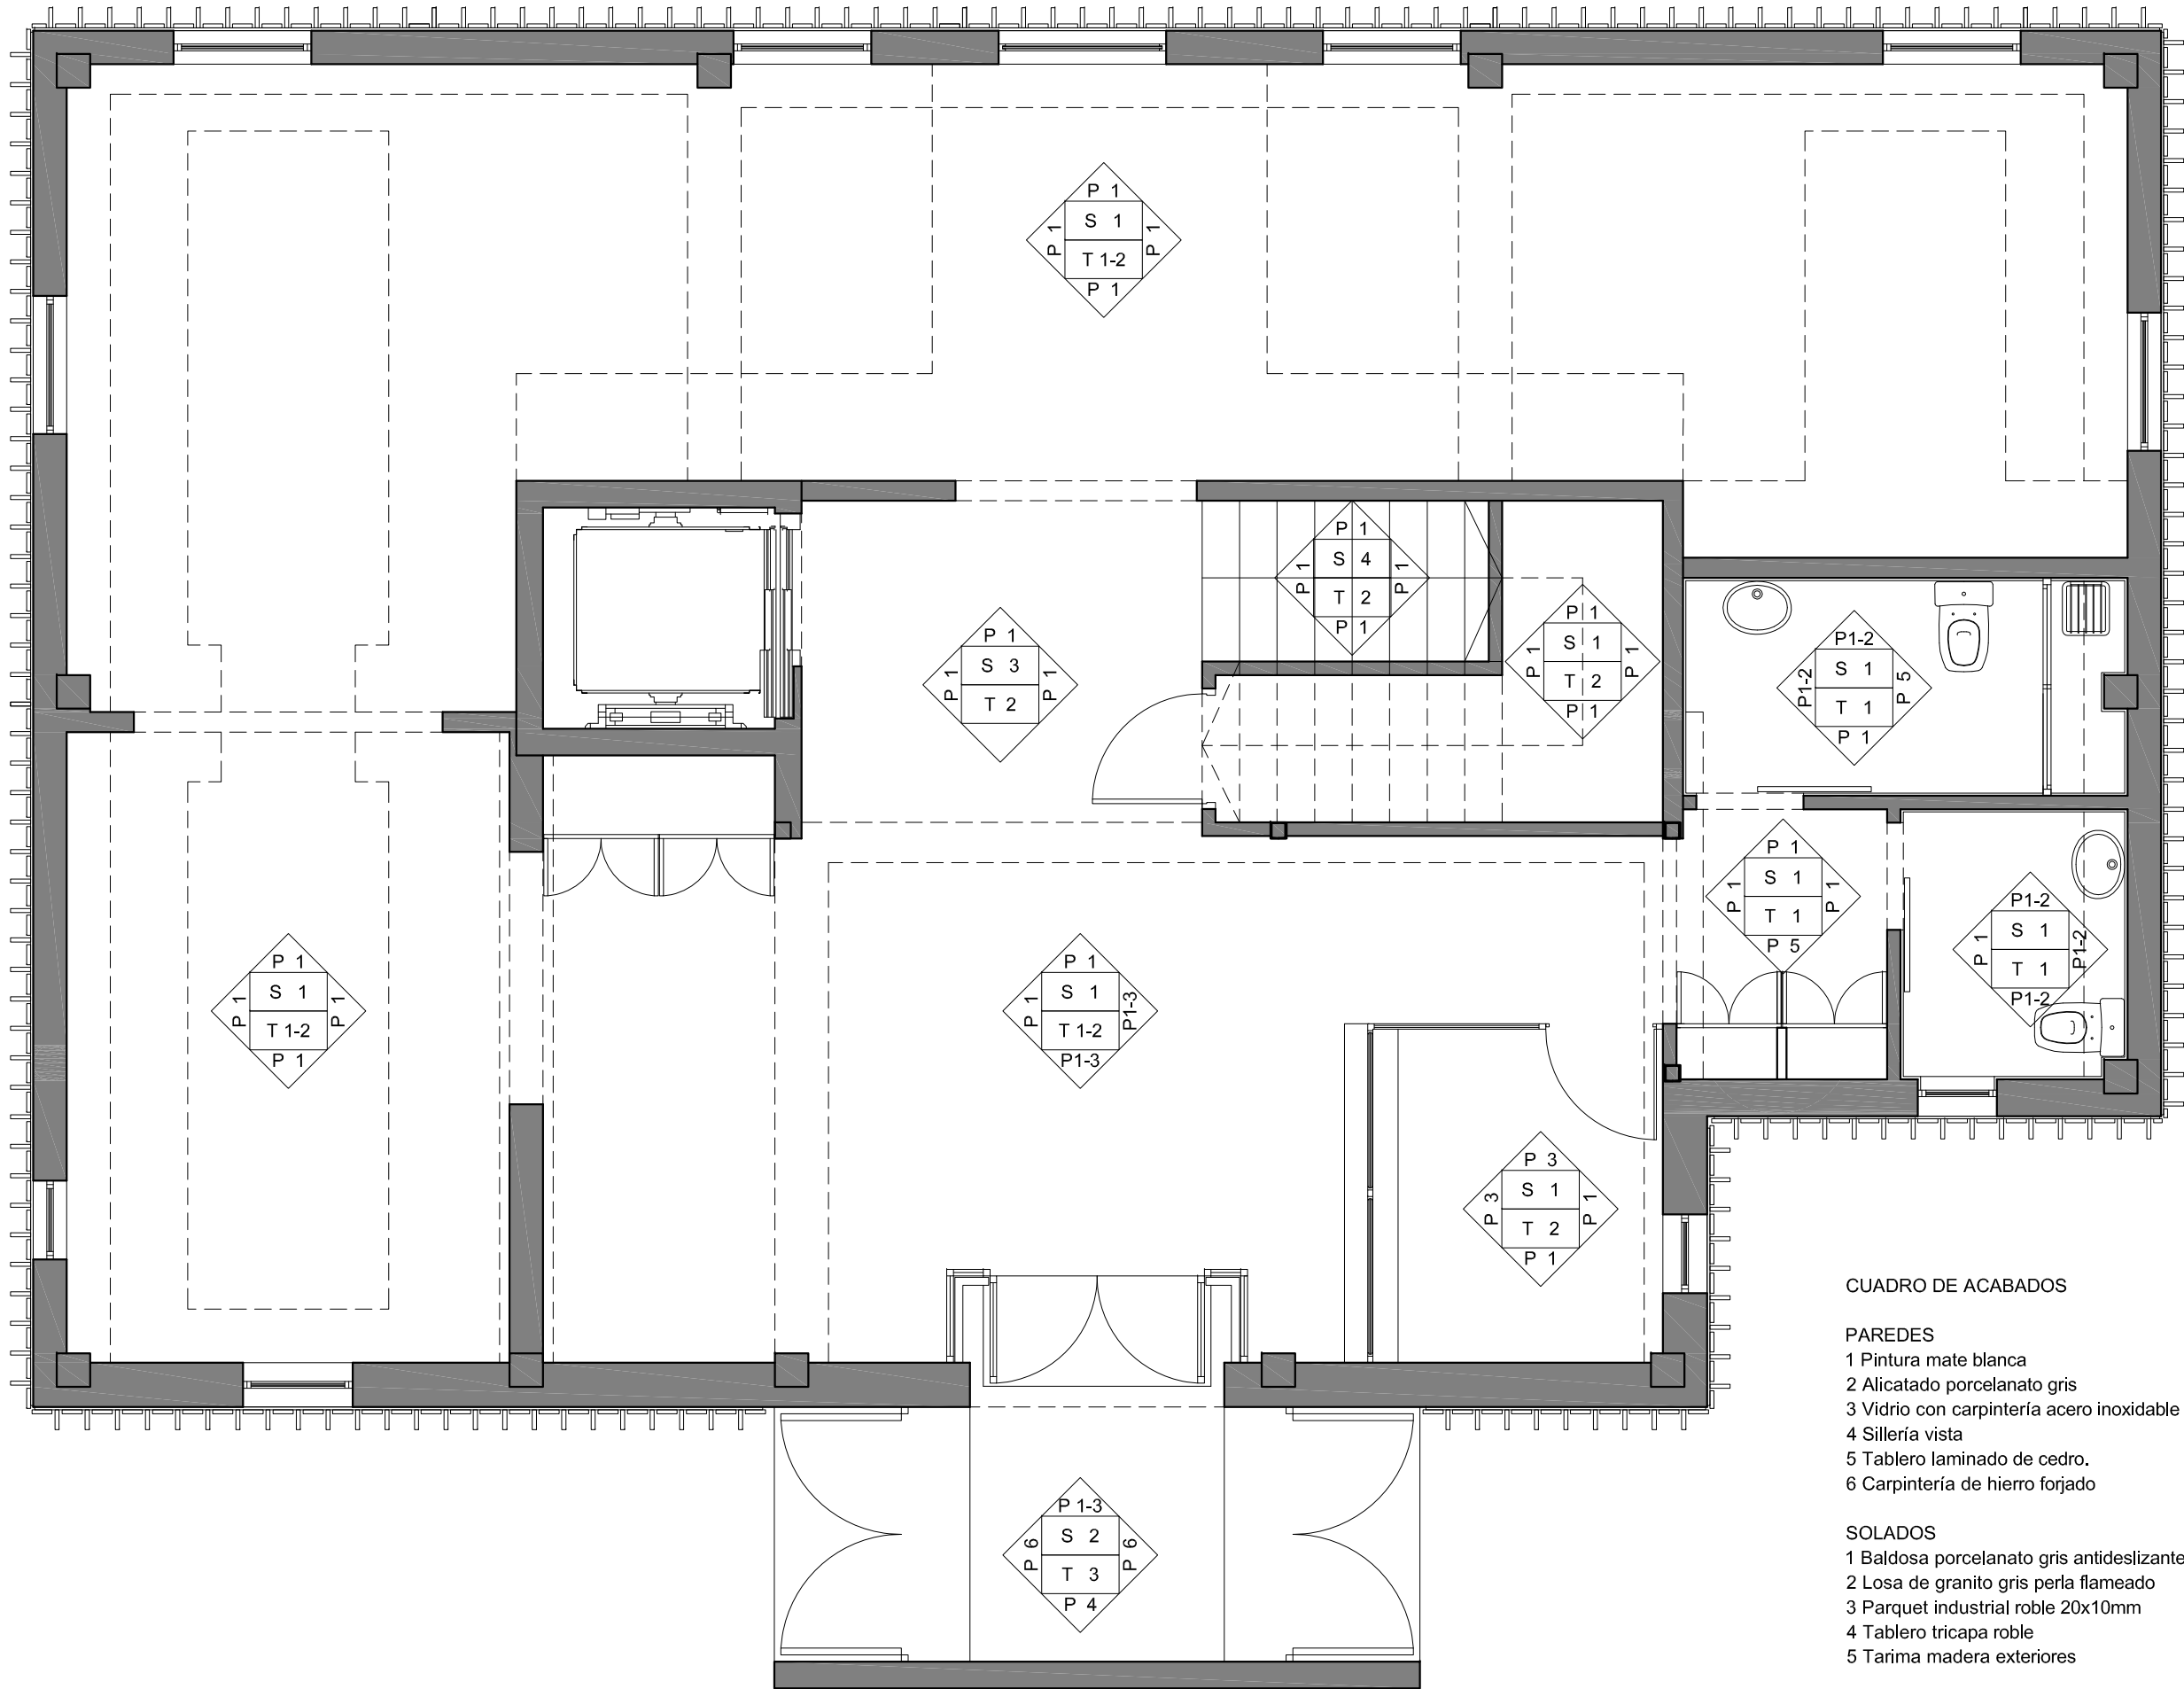 P 1
S 1
P 1
P 1
T 1-2
P 1
P 1
S 4
P 1
P 1
T 2
P 1
P 1
S 3
P 1
P 1
T 2
P 1
S 1
P 1
P 1
T 2
P 1
P1-2
S 1
P1-2
P 5
T 1
P 1
P 1
S 1
P 1
P 1
T 1
P 5
P1-2
S 1
P 1
P1-2
T 1
P1-2
P 1
S 1
P 1
P 1
T 1-2
P 1
P 1
S 1
P 1
P1-3
T 1-2
P1-3
P 3
S 1
P 3
P 1
T 2
P 1
P 1-3
S 2
P 6
P 6
T 3
P 4
CUADRO DE ACABADOS
PAREDES
1 Pintura mate blanca
2 Alicatado porcelanato gris
3 Vidrio con carpintería acero inoxidable
4 Sillería vista
5 Tablero laminado de cedro.
6 Carpintería de hierro forjado
SOLADOS
1 Baldosa porcelanato gris antideslizante
2 Losa de granito gris perla flameado
3 Parquet industrial roble 20x10mm
4 Tablero tricapa roble
5 Tarima madera exteriores